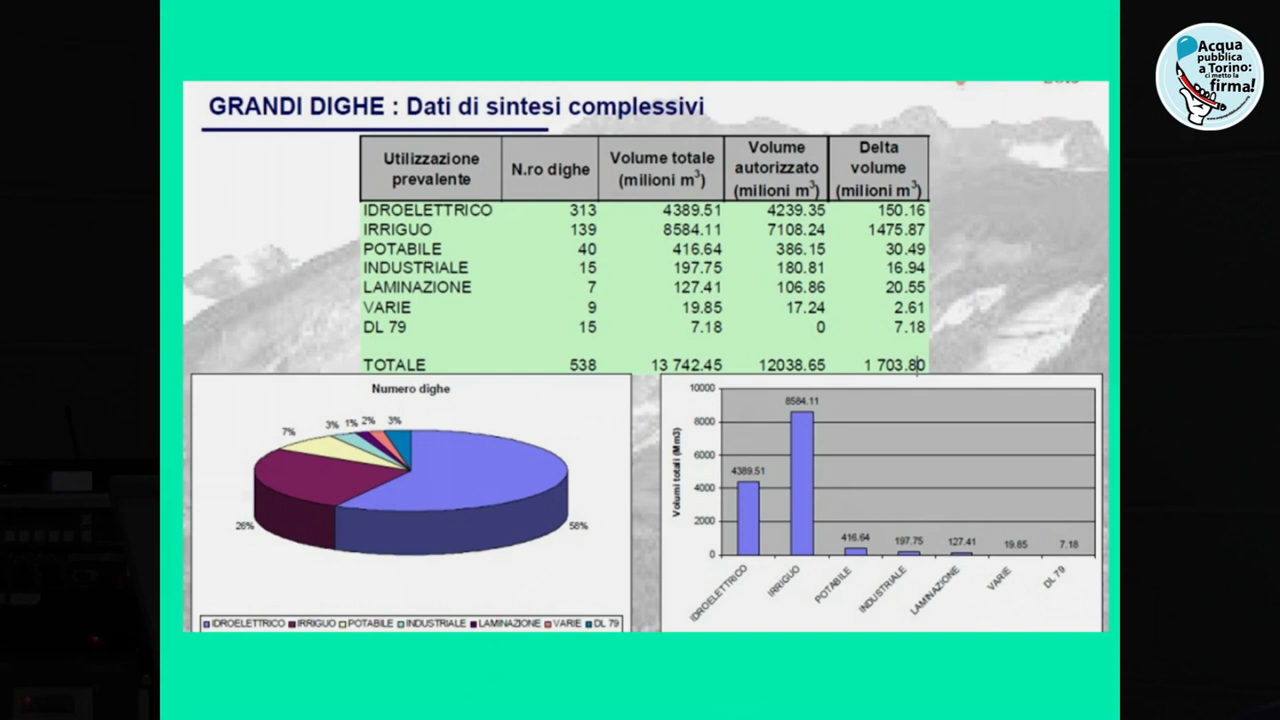 Acqua
pubblica
a Torino:
ci metto la
firma!
GRANDI DIGHE : Dati di sintesi complessivi
Utilizzazione prevalente N.ro dighe Volume totale (milioni m³) Volume autorizzato (milioni m³) Delta volume (milioni m³)
IDROELETTRICO 313 4389.51 4239.35 150.16
IRRIGUO 139 8584.11 7108.24 1475.87
POTABILE 40 416.64 386.15 30.49
INDUSTRIALE 15 197.75 180.81 16.94
LAMINAZIONE 7 127.41 106.86 20.55
VARIE 9 19.85 17.24 2.61
DL 79 15 7.18 0 7.18
TOTALE 538 13 742.45 12038.65 1 703.80
Numero dighe
7% 3% 1% 2% 3%
26% 58%
IDROELETTRICO IRRIGUO POTABILE INDUSTRIALE LAMINAZIONE VARIE DL 79
Volumi totali (Mm3)
10000
8000
6000
4000
2000
0
4389.51 8584.11 416.64 197.75 127.41 19.85 7.18
IDROELETTRICO IRRIGUO POTABILE INDUSTRIALE LAMINAZIONE VARIE DL 79